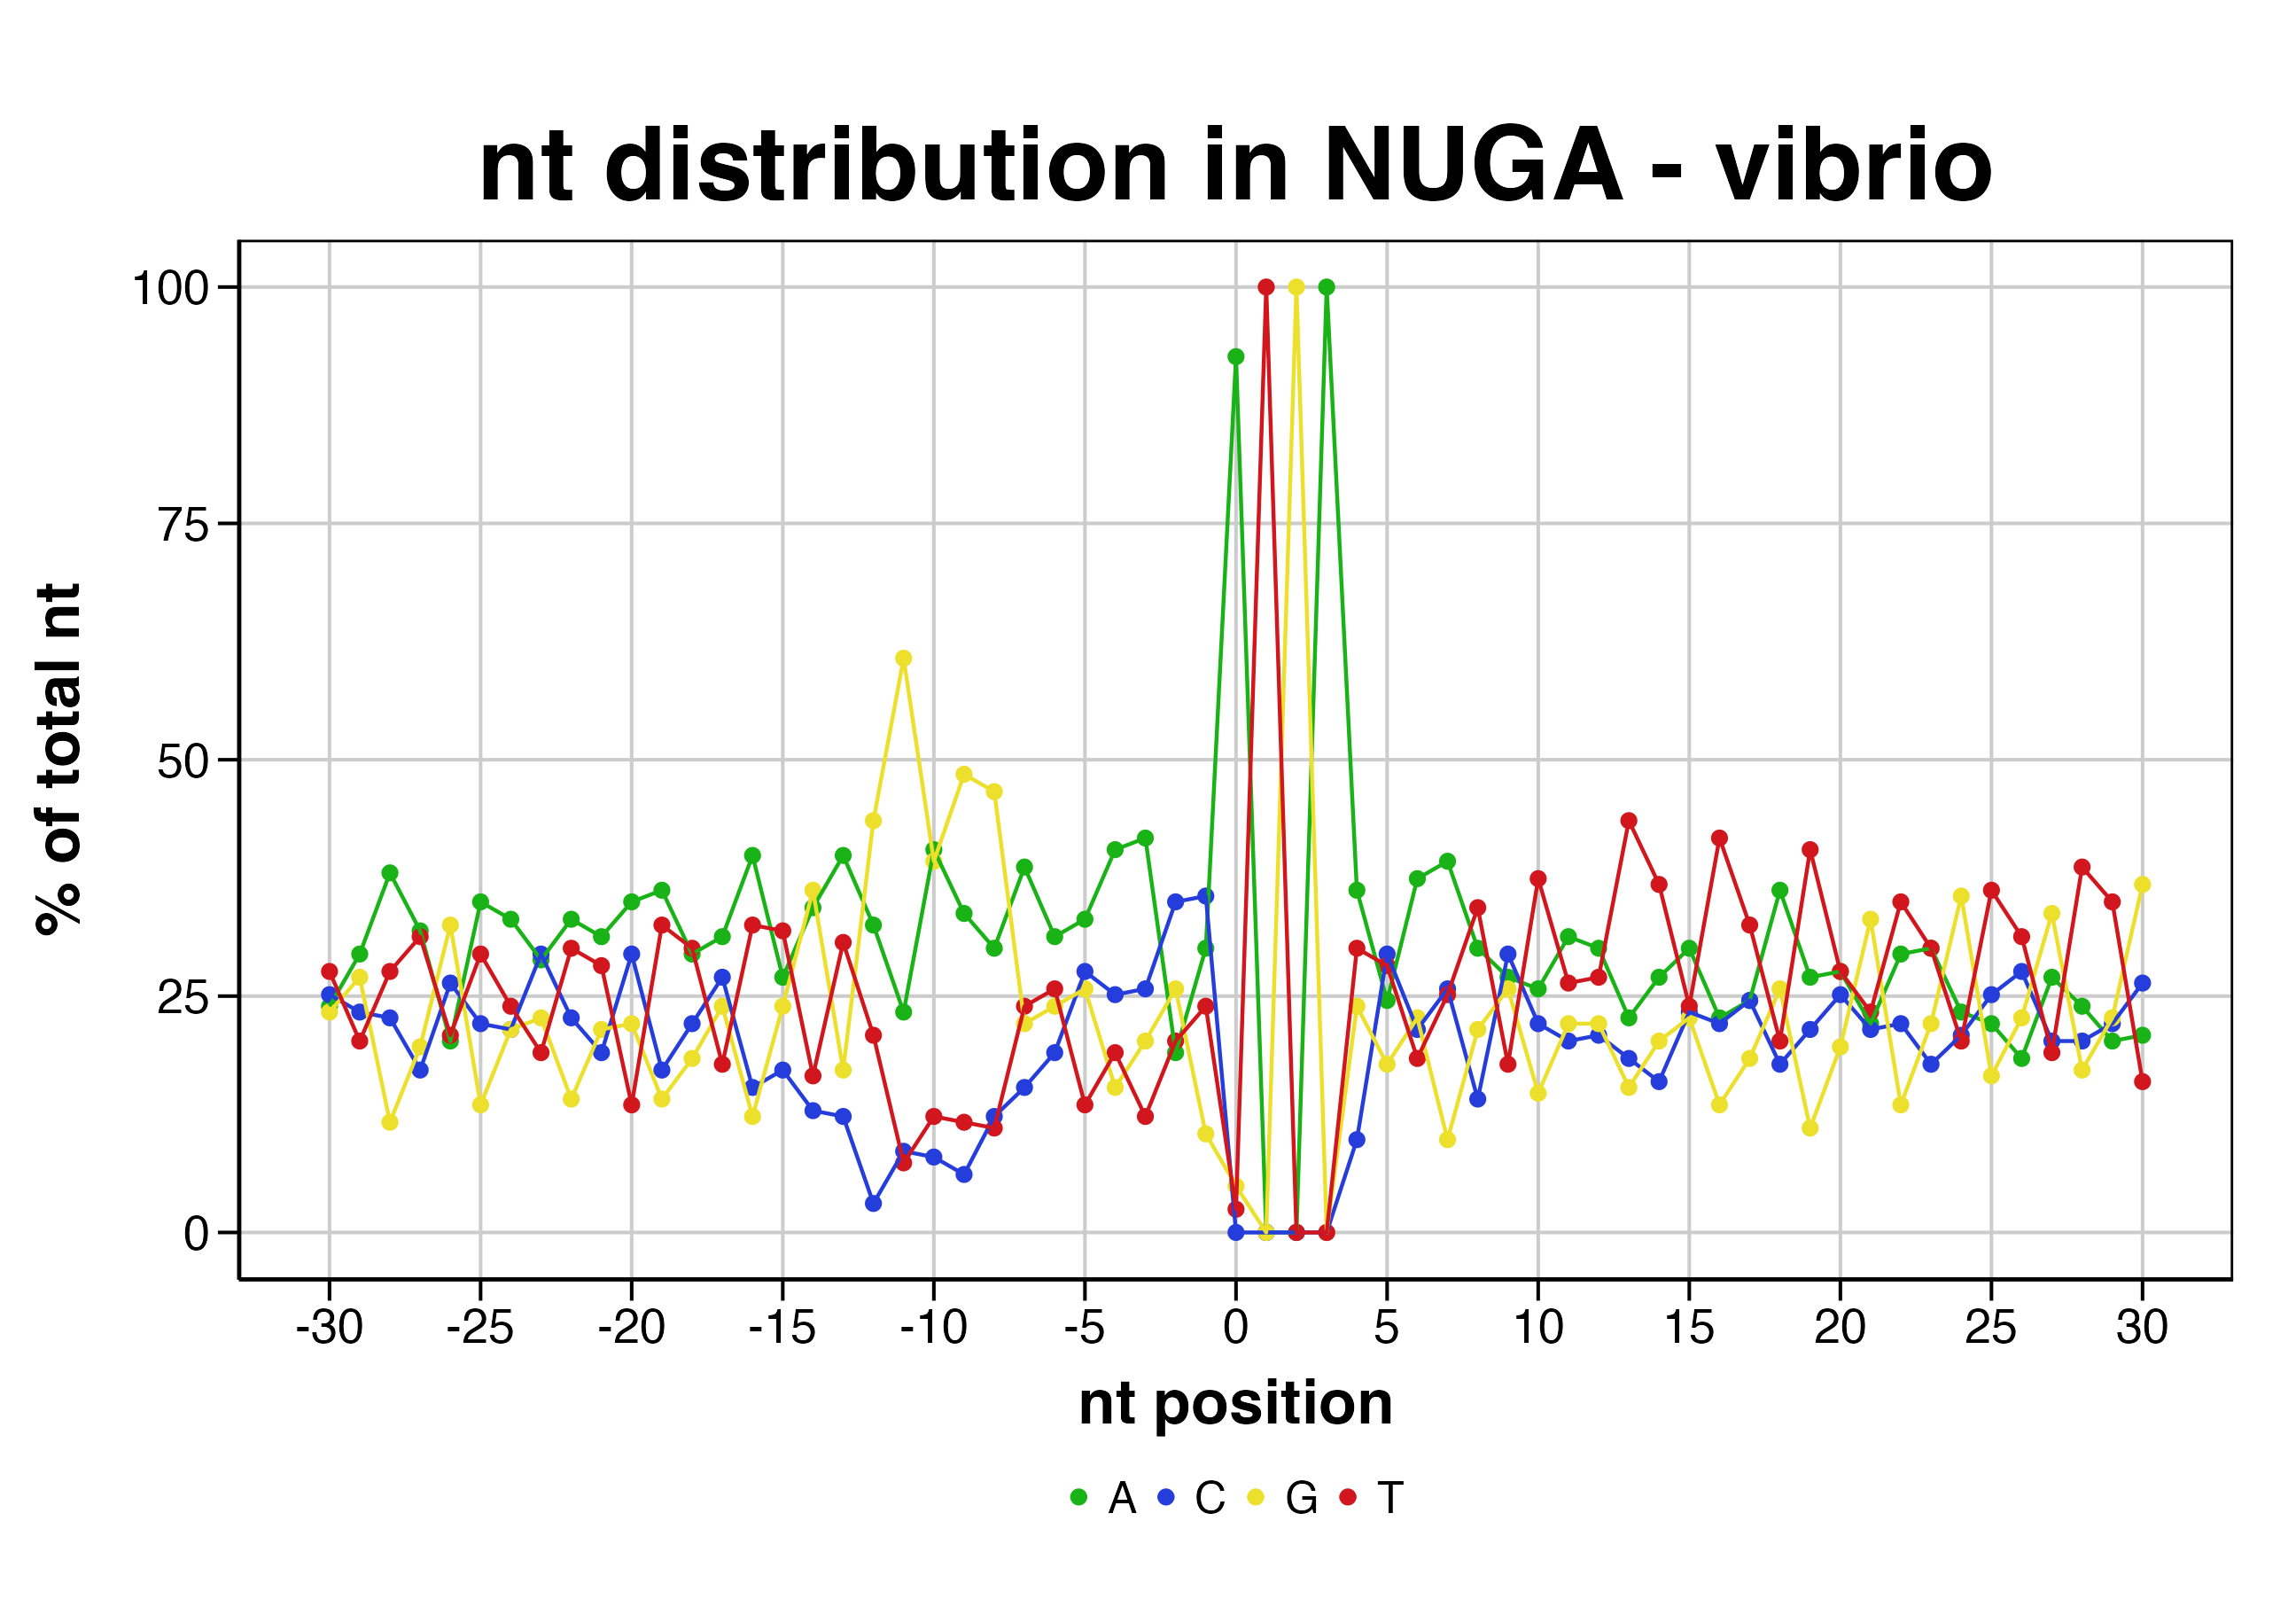 nt distribution in NUGA - vibrio
% of total nt
100
75
50
25
0
-30 -25 -20 -15 -10 -5 0 5 10 15 20 25 30
nt position
A C G T